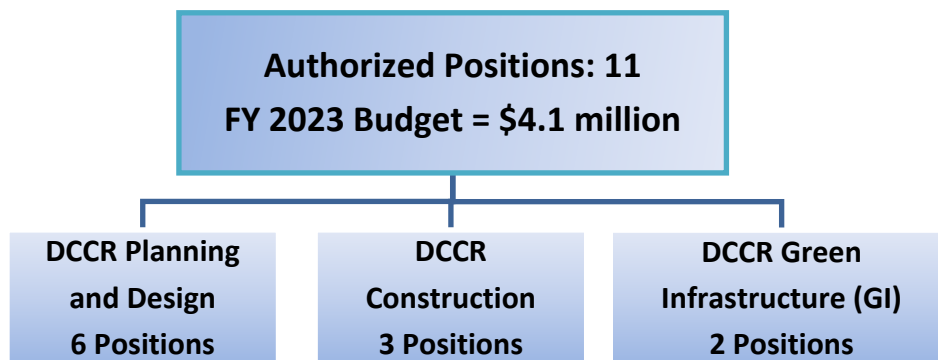 Authorized Positions: 11
FY 2023 Budget = $4.1 million
DCCR Planning
and Design
6 Positions
DCCR
Construction
3 Positions
DCCR Green
Infrastructure (GI)
2 Positions